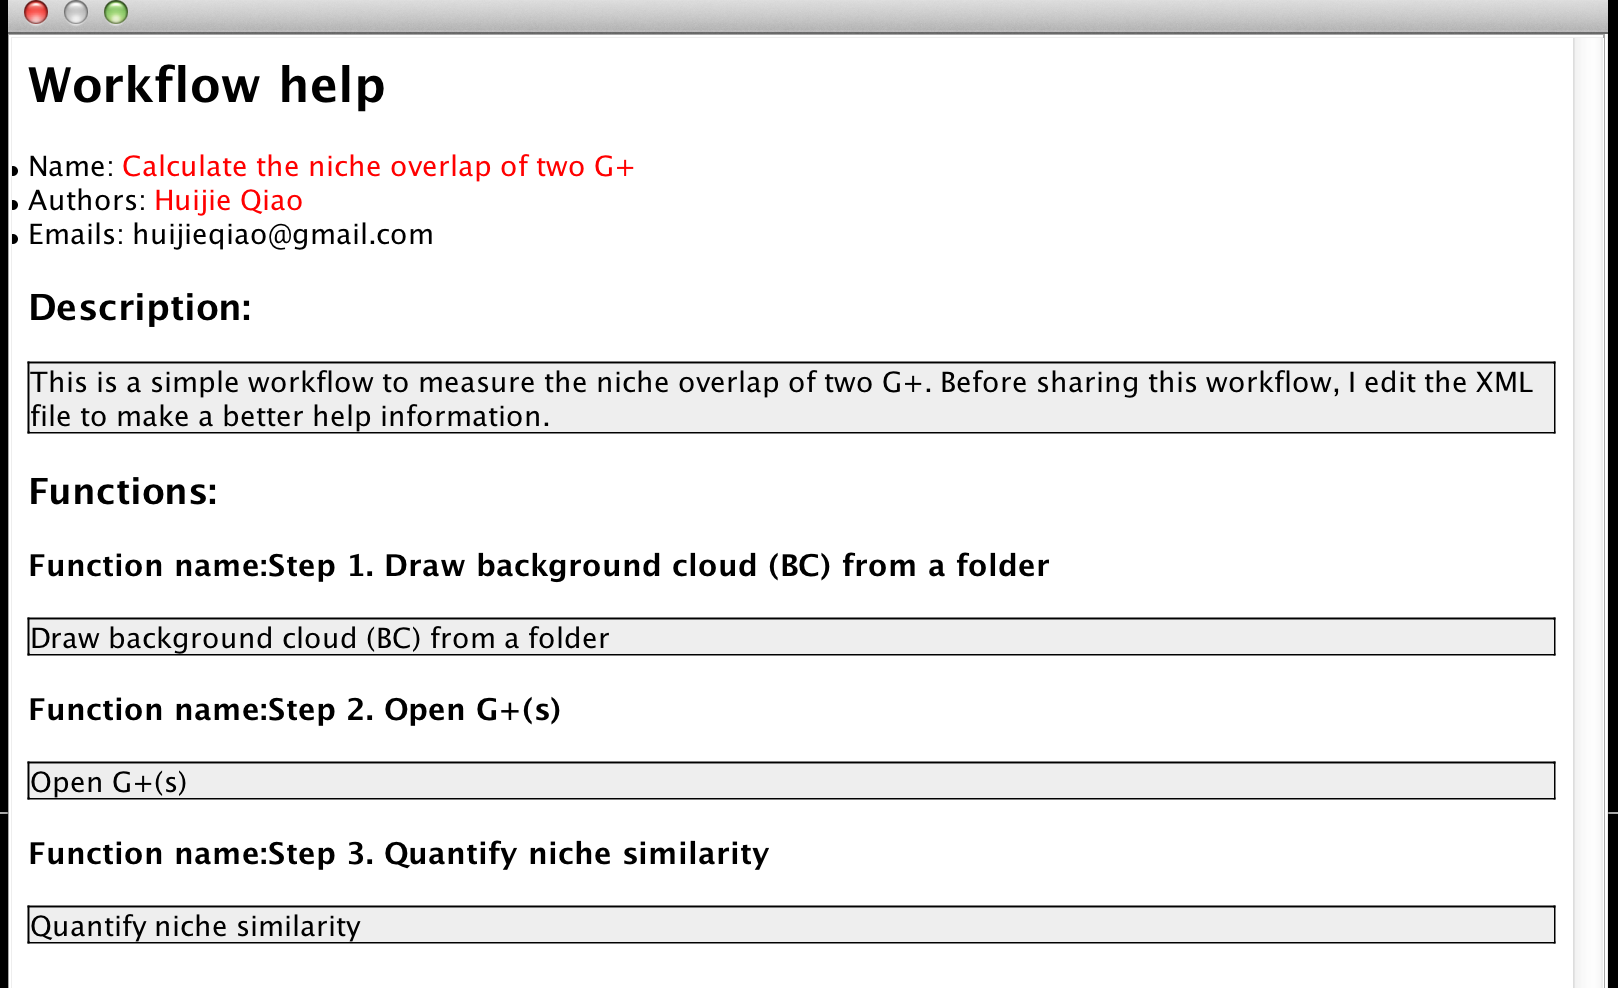 Workflow help
Name: Calculate the niche overlap of two G+
Authors: Huijie Qiao
Emails: huijieqiao@gmail.com
Description:
This is a simple workflow to measure the niche overlap of two G+. Before sharing this workflow, I edit the XML
file to make a better help information.
Functions:
Function name:Step 1. Draw background cloud (BC) from a folder
Draw background cloud (BC) from a folder
Function name:Step 2. Open G+(s)
Open G+(s)
Function name:Step 3. Quantify niche similarity
Quantify niche similarity